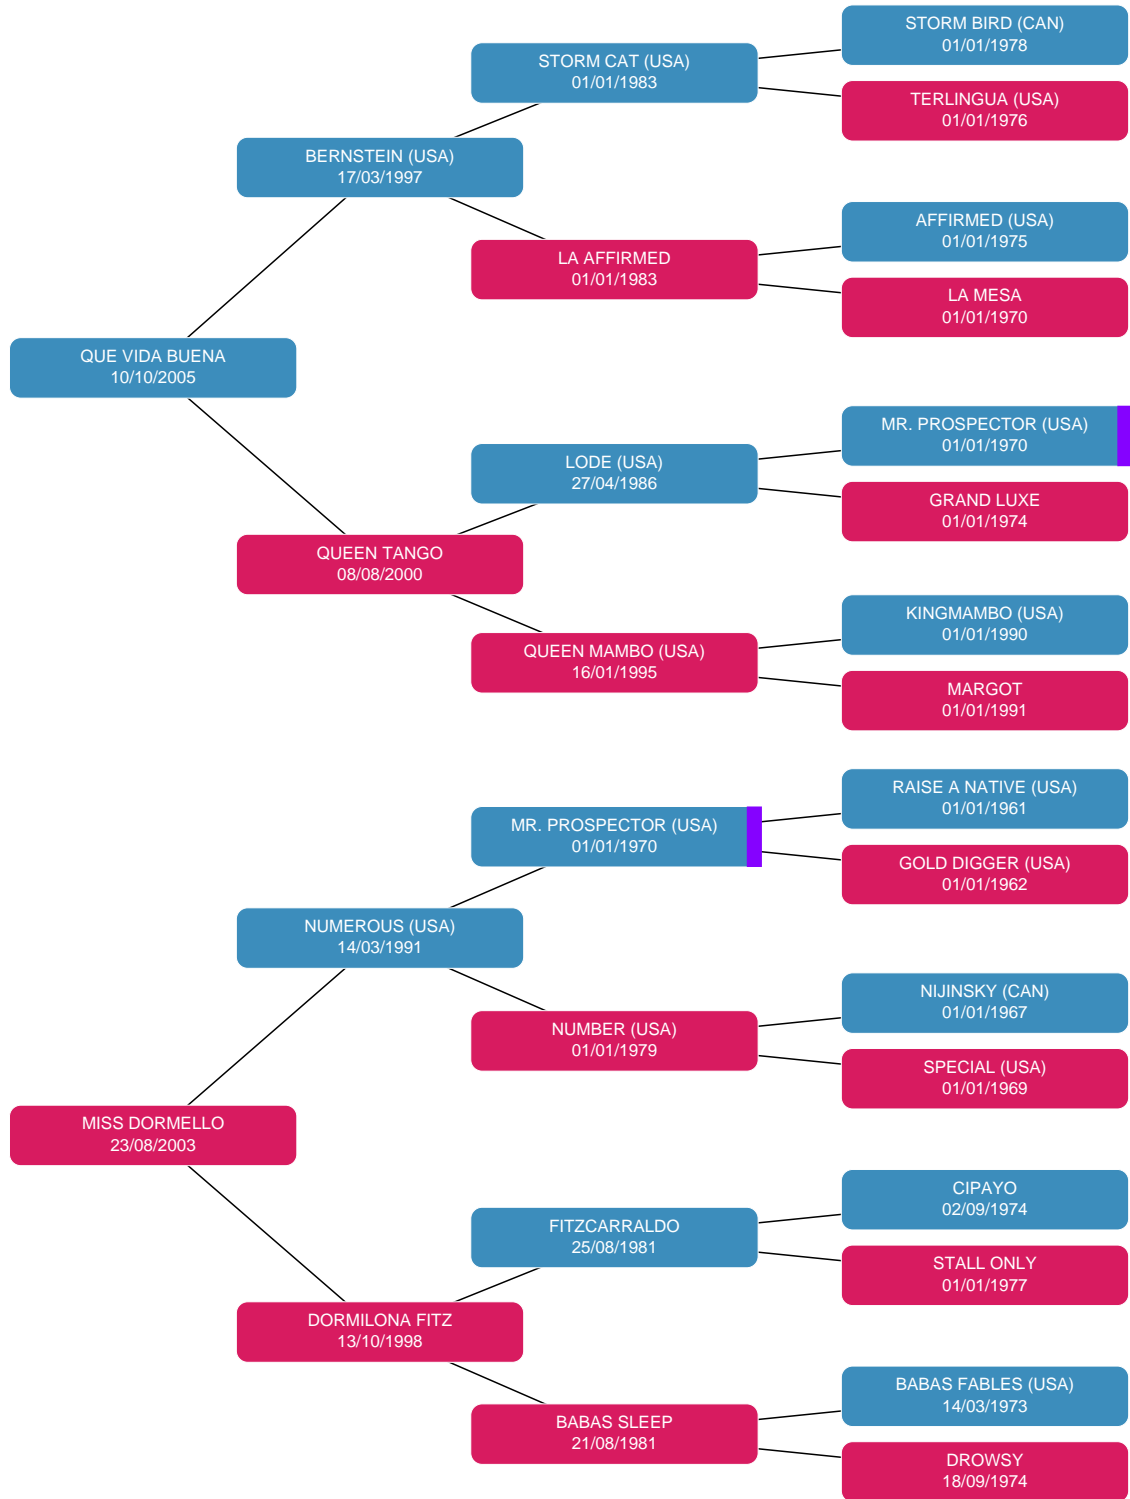 STORM BIRD (CAN)
01/01/1978
STORM CAT (USA)
01/01/1983
TERLINGUA (USA)
01/01/1976
BERNSTEIN (USA)
17/03/1997
AFFIRMED (USA)
01/01/1975
LA AFFIRMED
01/01/1983
LA MESA
01/01/1970
QUE VIDA BUENA
10/10/2005
MR. PROSPECTOR (USA)
01/01/1970
LODE (USA)
27/04/1986
GRAND LUXE
01/01/1974
QUEEN TANGO
08/08/2000
KINGMAMBO (USA)
01/01/1990
QUEEN MAMBO (USA)
16/01/1995
MARGOT
01/01/1991
RAISE A NATIVE (USA)
01/01/1961
MR. PROSPECTOR (USA)
01/01/1970
GOLD DIGGER (USA)
01/01/1962
NUMEROUS (USA)
14/03/1991
NIJINSKY (CAN)
01/01/1967
NUMBER (USA)
01/01/1979
SPECIAL (USA)
01/01/1969
MISS DORMELLO
23/08/2003
CIPAYO
02/09/1974
FITZCARRALDO
25/08/1981
STALL ONLY
01/01/1977
DORMILONA FITZ
13/10/1998
BABAS FABLES (USA)
14/03/1973
BABAS SLEEP
21/08/1981
DROWSY
18/09/1974